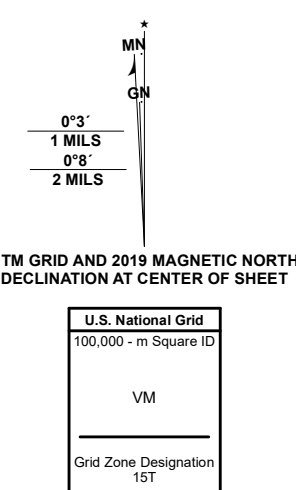 ★
MN
GN
0°3´
1 MILS
0°8´
2 MILS
TM GRID AND 2019 MAGNETIC NORTH
DECLINATION AT CENTER OF SHEET
U.S. National Grid
100,000 - m Square ID
VM
Grid Zone Designation
15T